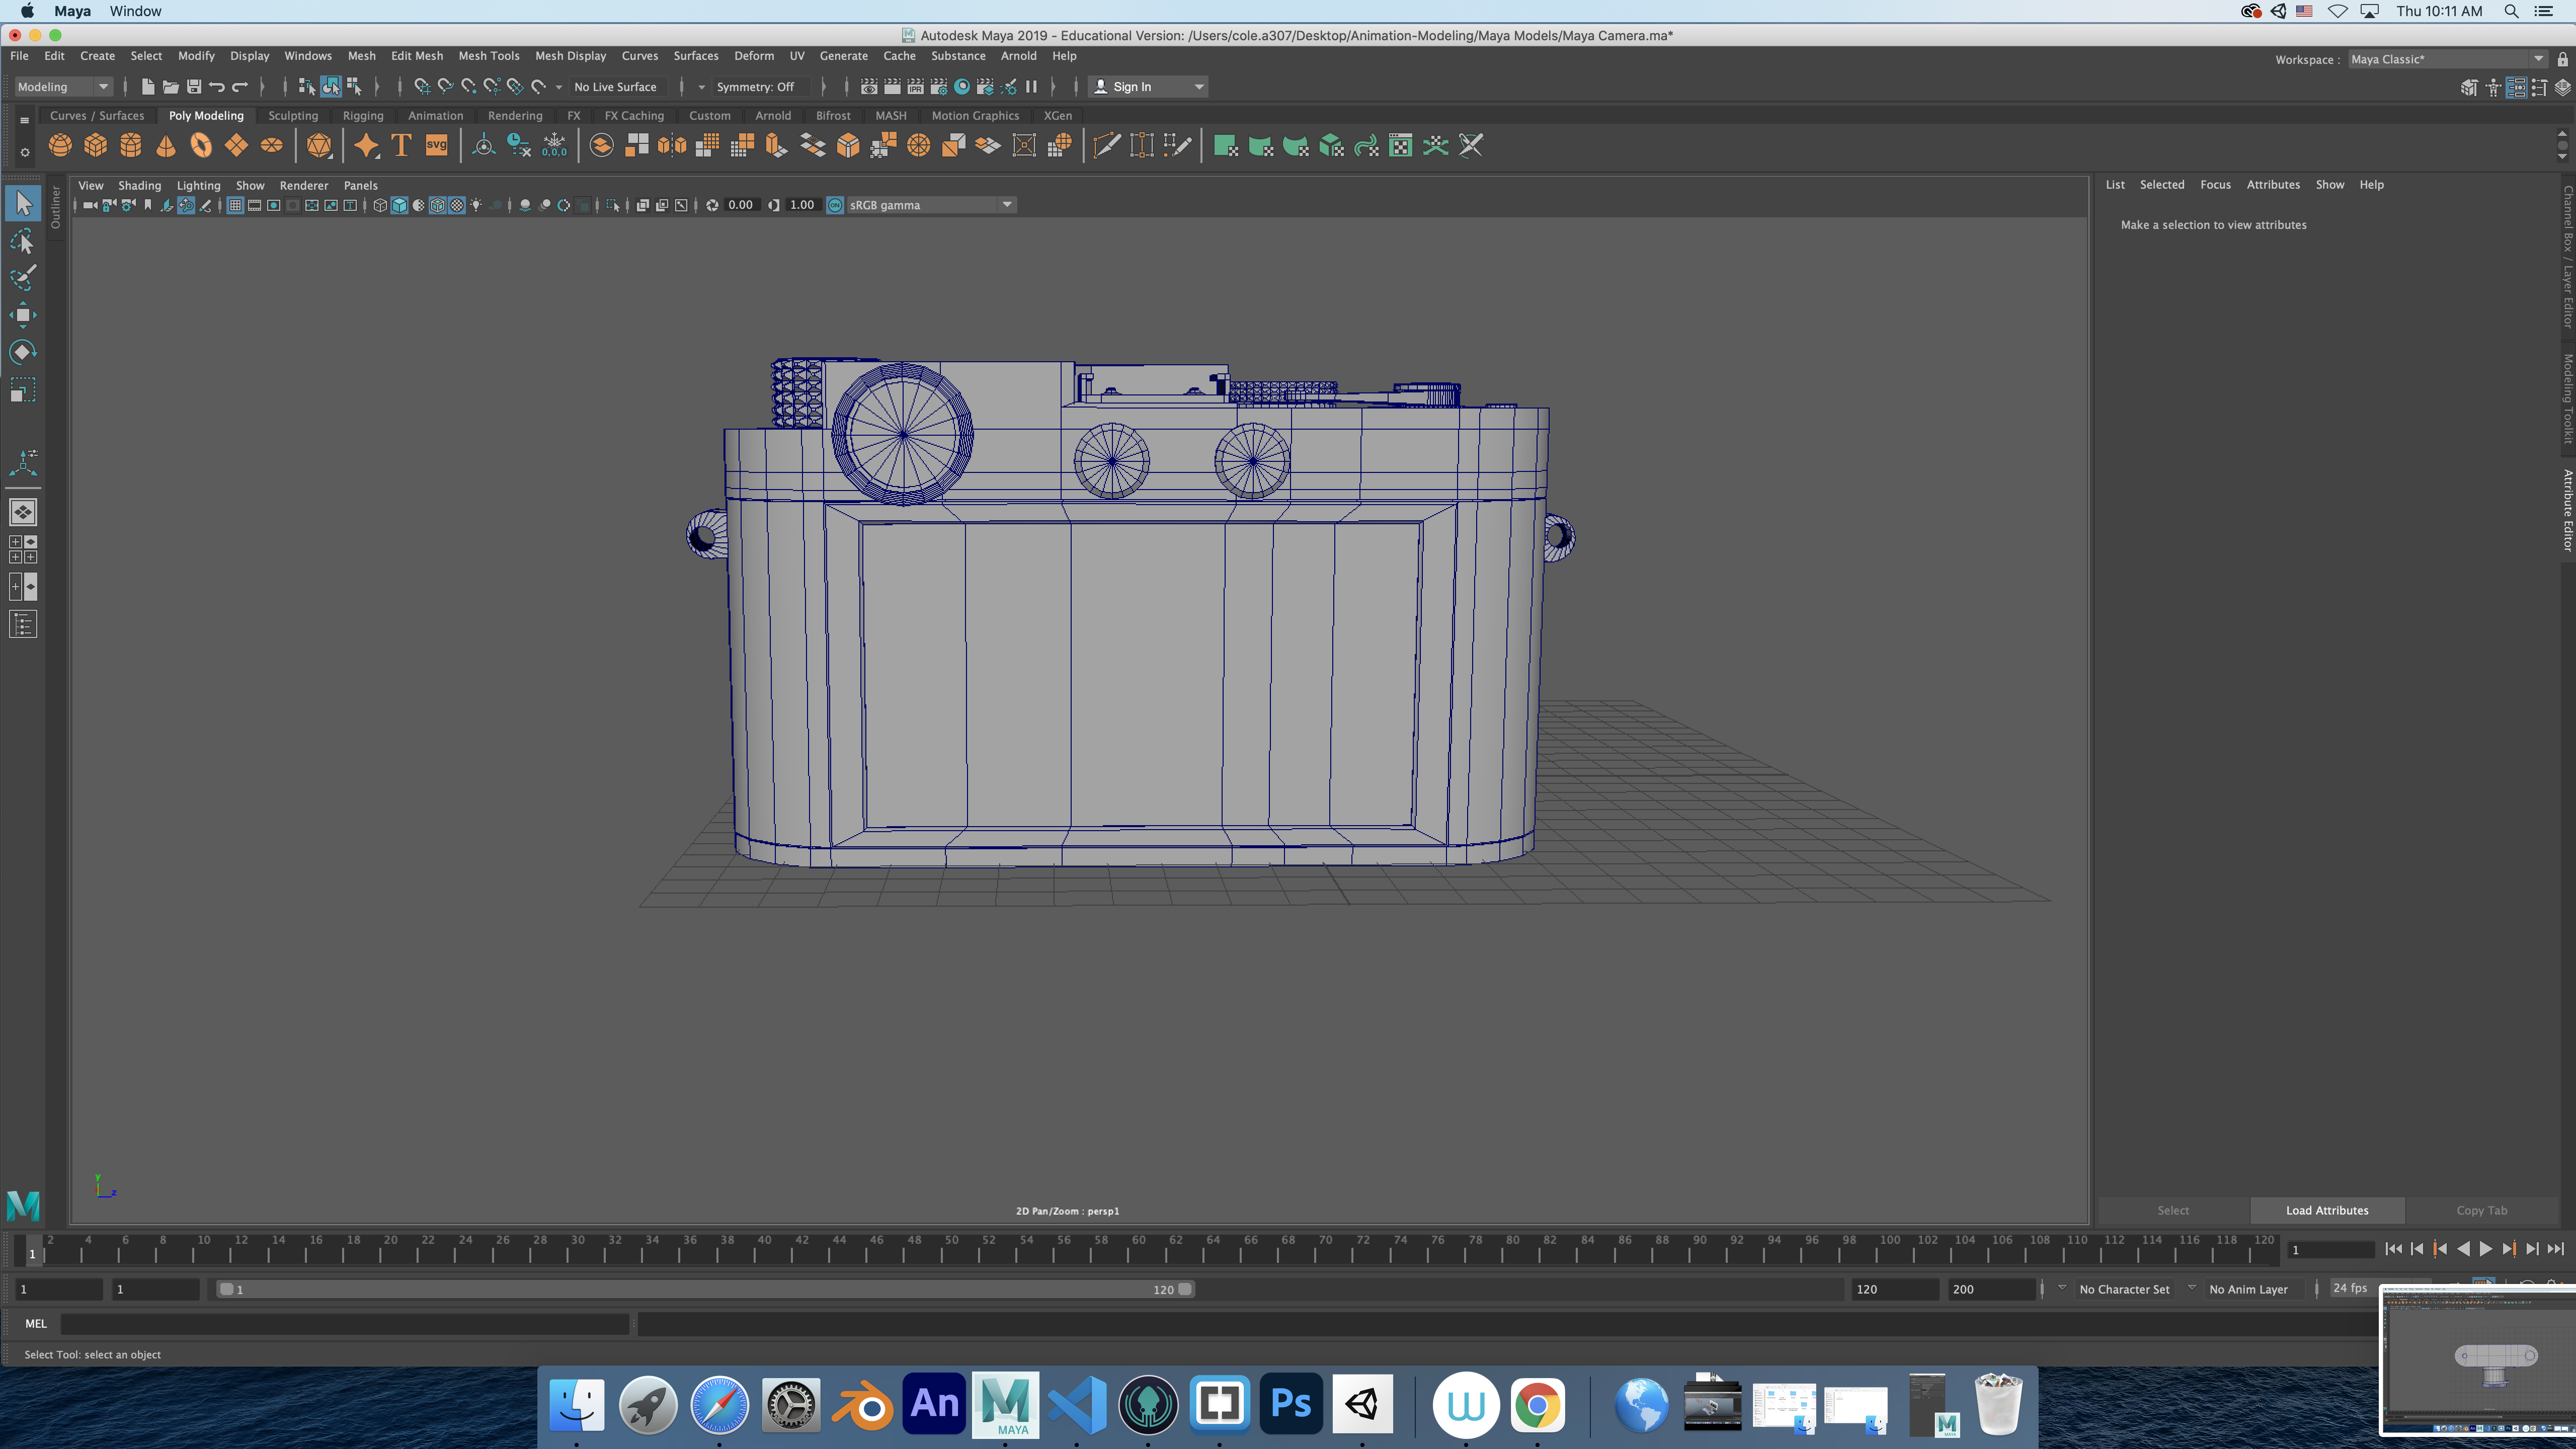 Maya Window Thu 10:11 AM
Autodesk Maya 2019 - Educational Version: /Users/cole.a307/Desktop/Animation-Modeling/Maya Models/Maya Camera.ma*
File Edit Create Select Modify Display Windows Mesh Edit Mesh Mesh Tools Mesh Display Curves Surfaces Deform UV Generate Cache Substance Arnold Help Workspace : Maya Classic*
Modeling No Live Surface Symmetry: Off IPR Sign In
Curves / Surfaces Poly Modeling Sculpting Rigging Animation Rendering FX FX Caching Custom Arnold Bifrost MASH Motion Graphics XGen
T svg 0,0,0
View Shading Lighting Show Renderer Panels
0.00 1.00 ON sRGB gamma
Outliner
List Selected Focus Attributes Show Help
Make a selection to view attributes
Channel Box / Layer Editor
Modeling Toolkit
Attribute Editor
y
z
2D Pan/Zoom : persp1
Select Load Attributes Copy Tab
1 2 4 6 8 10 12 14 16 18 20 22 24 26 28 30 32 34 36 38 40 42 44 46 48 50 52 54 56 58 60 62 64 66 68 70 72 74 76 78 80 82 84 86 88 90 92 94 96 98 100 102 104 106 108 110 112 114 116 118 120 1
1 1 1 120 120 200 No Character Set No Anim Layer 24 fps
MEL
Select Tool: select an object
An MAYA Ps W